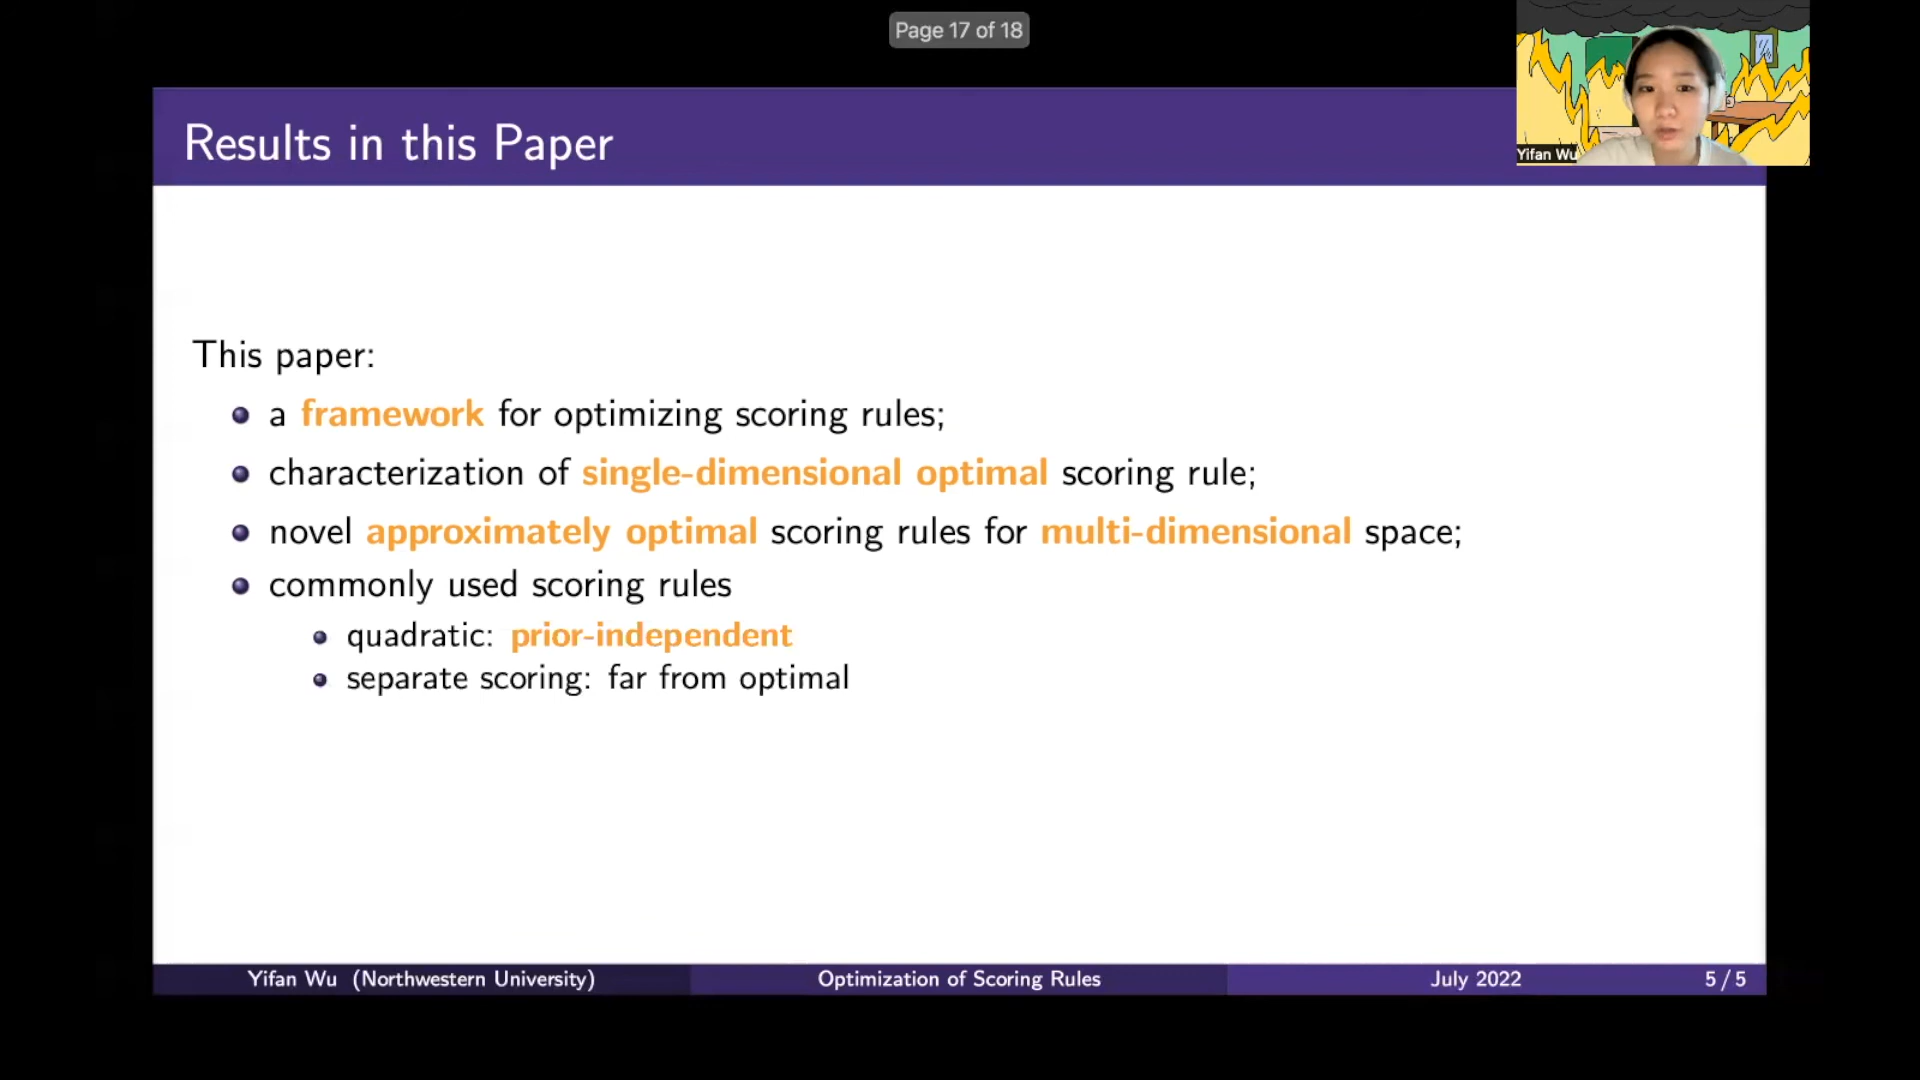 Page 17 of 18
Results in this Paper
Yifan Wu
This paper:
a framework for optimizing scoring rules;
characterization of single-dimensional optimal scoring rule;
novel approximately optimal scoring rules for multi-dimensional space;
commonly used scoring rules
quadratic: prior-independent
separate scoring: far from optimal
Yifan Wu (Northwestern University) Optimization of Scoring Rules July 2022 5 / 5